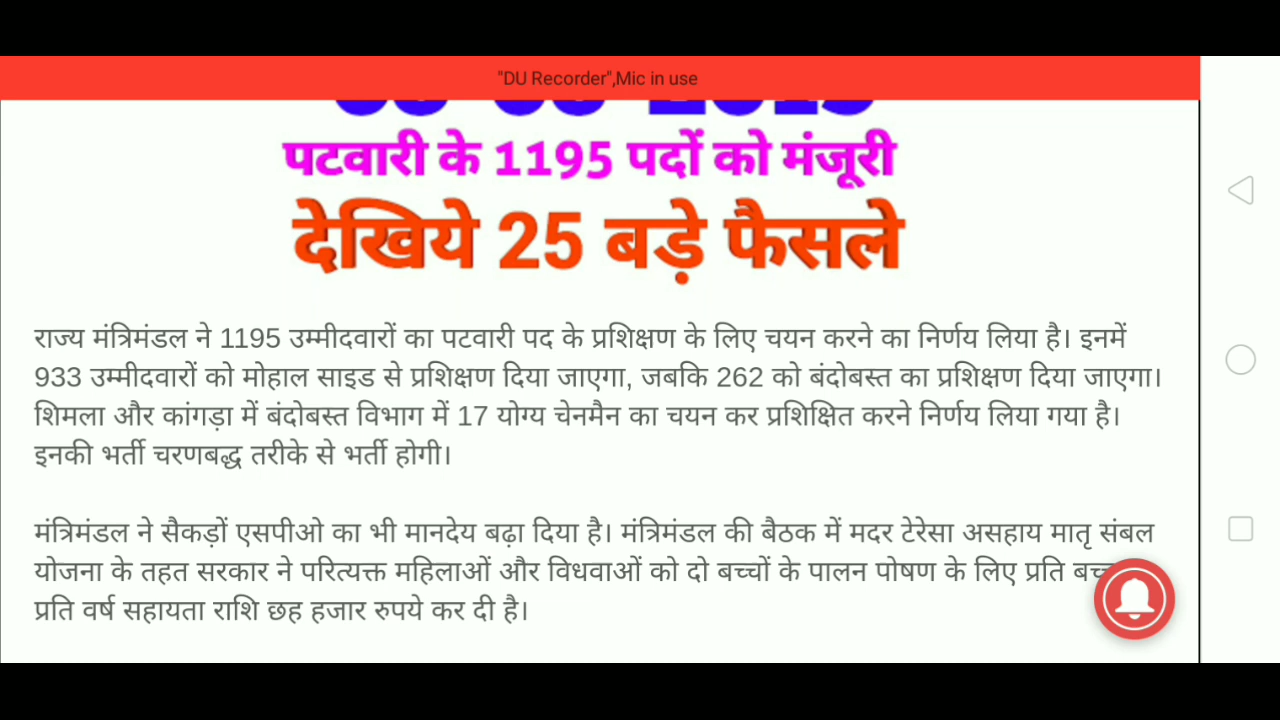 "DU Recorder",Mic in use
पटवारी के 1195 पदों को मंजूरी
देखिये 25 बड़े फैसले
राज्य मंत्रिमंडल ने 1195 उम्मीदवारों का पटवारी पद के प्रशिक्षण के लिए चयन करने का निर्णय लिया है। इनमें
933 उम्मीदवारों को मोहाल साइड से प्रशिक्षण दिया जाएगा, जबकि 262 को बंदोबस्त का प्रशिक्षण दिया जाएगा।
शिमला और कांगड़ा में बंदोबस्त विभाग में 17 योग्य चेनमैन का चयन कर प्रशिक्षित करने निर्णय लिया गया है।
इनकी भर्ती चरणबद्ध तरीके से भर्ती होगी।
मंत्रिमंडल ने सैकड़ों एसपीओ का भी मानदेय बढ़ा दिया है। मंत्रिमंडल की बैठक में मदर टेरेसा असहाय मातृ संबल
योजना के तहत सरकार ने परित्यक्त महिलाओं और विधवाओं को दो बच्चों के पालन पोषण के लिए प्रति
प्रति वर्ष सहायता राशि छह हजार रुपये कर दी है।